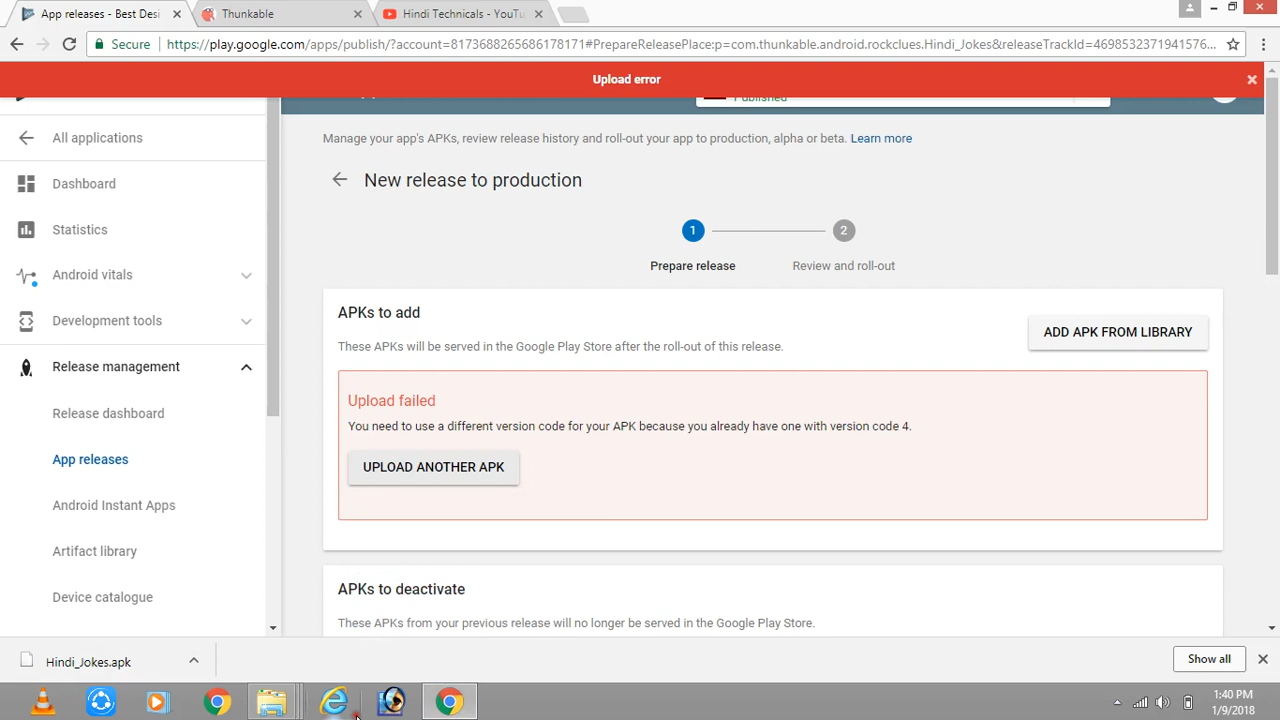 App releases - Best Desi
Thunkable
Hindi Technicals - YouTu
Secure
https://play.google.com/apps/publish/?account=8173688265686178171#PrepareReleasePlace:p=com.thunkable.android.rockclues.Hindi_Jokes&releaseTrackId=4698532371941576...
Upload error
Published
All applications
Manage your app's APKs, review release history and roll-out your app to production, alpha or beta. Learn more
Dashboard
New release to production
Statistics
1
2
Prepare release
Review and roll-out
Android vitals
Development tools
APKs to add
ADD APK FROM LIBRARY
These APKs will be served in the Google Play Store after the roll-out of this release.
Release management
Upload failed
You need to use a different version code for your APK because you already have one with version code 4.
Release dashboard
App releases
UPLOAD ANOTHER APK
Android Instant Apps
Artifact library
APKs to deactivate
Device catalogue
These APKs from your previous release will no longer be served in the Google Play Store.
Hindi_Jokes.apk
Show all
1:40 PM
1/9/2018